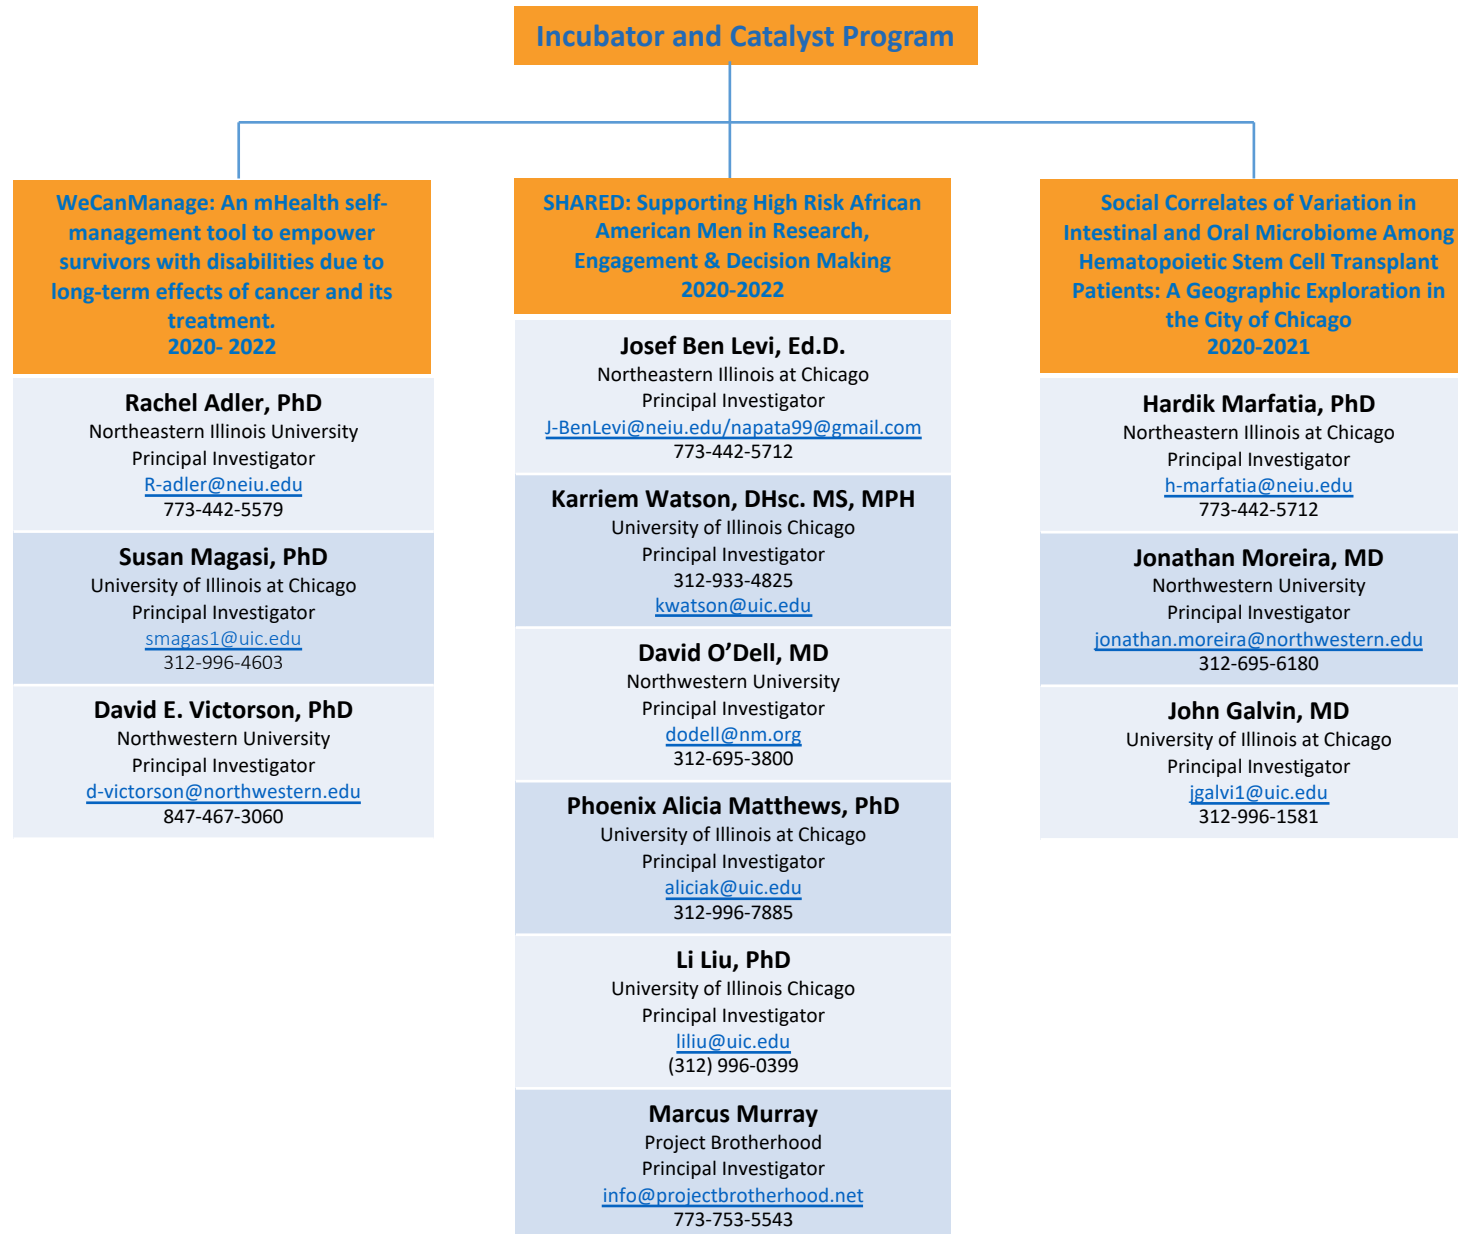 Incubator and Catalyst Program
WeCanManage: An mHealth self-
management tool to empower
survivors with disabilities due to
long-term effects of cancer and its
treatment.
2020- 2022
Rachel Adler, PhD
Northeastern Illinois University
Principal Investigator
R-adler@neiu.edu
773-442-5579
Susan Magasi, PhD
University of Illinois at Chicago
Principal Investigator
smagas1@uic.edu
312-996-4603
David E. Victorson, PhD
Northwestern University
Principal Investigator
d-victorson@northwestern.edu
847-467-3060
SHARED: Supporting High Risk African
American Men in Research,
Engagement & Decision Making
2020-2022
Josef Ben Levi, Ed.D.
Northeastern Illinois at Chicago
Principal Investigator
J-BenLevi@neiu.edu/napata99@gmail.com
773-442-5712
Karriem Watson, DHsc. MS, MPH
University of Illinois Chicago
Principal Investigator
312-933-4825
kwatson@uic.edu
David O’Dell, MD
Northwestern University
Principal Investigator
dodell@nm.org
312-695-3800
Phoenix Alicia Matthews, PhD
University of Illinois at Chicago
Principal Investigator
aliciak@uic.edu
312-996-7885
Li Liu, PhD
University of Illinois Chicago
Principal Investigator
liliu@uic.edu
(312) 996-0399
Marcus Murray
Project Brotherhood
Principal Investigator
info@projectbrotherhood.net
773-753-5543
Social Correlates of Variation in
Intestinal and Oral Microbiome Among
Hematopoietic Stem Cell Transplant
Patients: A Geographic Exploration in
the City of Chicago
2020-2021
Hardik Marfatia, PhD
Northeastern Illinois at Chicago
Principal Investigator
h-marfatia@neiu.edu
773-442-5712
Jonathan Moreira, MD
Northwestern University
Principal Investigator
jonathan.moreira@northwestern.edu
312-695-6180
John Galvin, MD
University of Illinois at Chicago
Principal Investigator
jgalvi1@uic.edu
312-996-1581